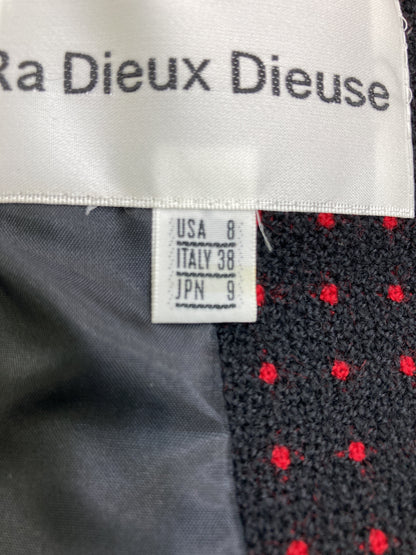 Ra Dieux Dieuse
USA 8
ITALY 38
JPN 9